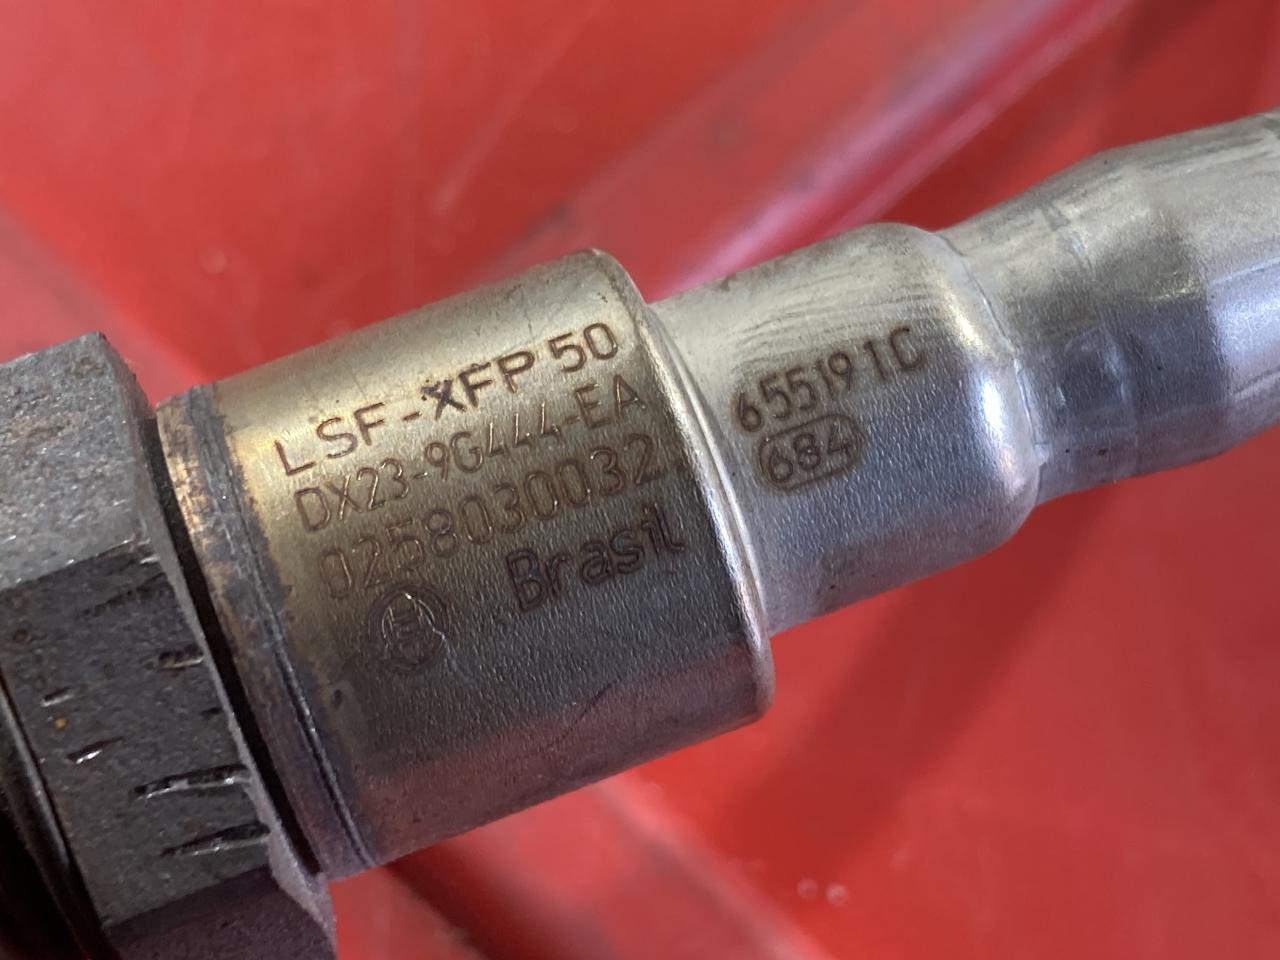 LSF-XFP 50
DX23-9G444-EA
0258030032
Brasil
655191C
684